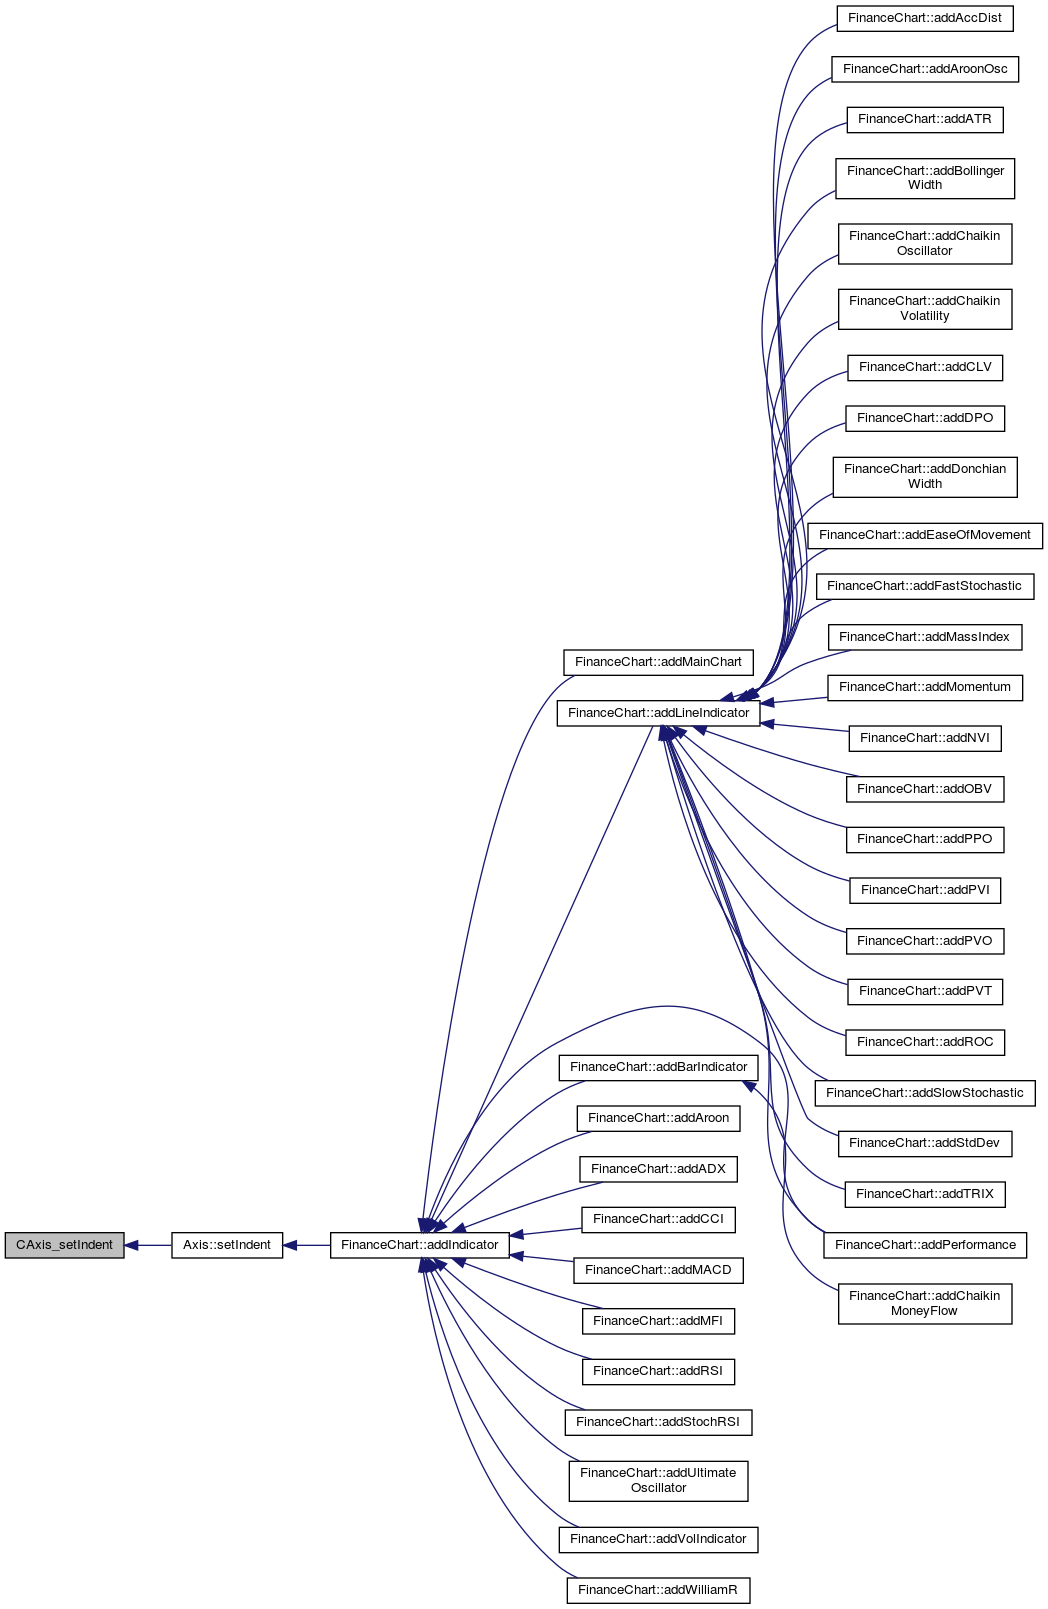 FinanceChart::addAccDist
FinanceChart::addAroonOsc
FinanceChart::addATR
FinanceChart::addBollinger
Width
FinanceChart::addChaikin
Oscillator
FinanceChart::addChaikin
Volatility
FinanceChart::addCLV
FinanceChart::addDPO
FinanceChart::addDonchian
Width
FinanceChart::addEaseOfMovement
FinanceChart::addFastStochastic
FinanceChart::addMassIndex
FinanceChart::addMainChart
FinanceChart::addMomentum
FinanceChart::addLineIndicator
FinanceChart::addNVI
FinanceChart::addOBV
FinanceChart::addPPO
FinanceChart::addPVI
FinanceChart::addPVO
FinanceChart::addPVT
FinanceChart::addROC
FinanceChart::addBarIndicator
FinanceChart::addSlowStochastic
FinanceChart::addAroon
FinanceChart::addStdDev
FinanceChart::addADX
FinanceChart::addTRIX
FinanceChart::addCCI
CAxis_setIndent
Axis::setIndent
FinanceChart::addIndicator
FinanceChart::addPerformance
FinanceChart::addMACD
FinanceChart::addChaikin
MoneyFlow
FinanceChart::addMFI
FinanceChart::addRSI
FinanceChart::addStochRSI
FinanceChart::addUltimate
Oscillator
FinanceChart::addVolIndicator
FinanceChart::addWilliamR